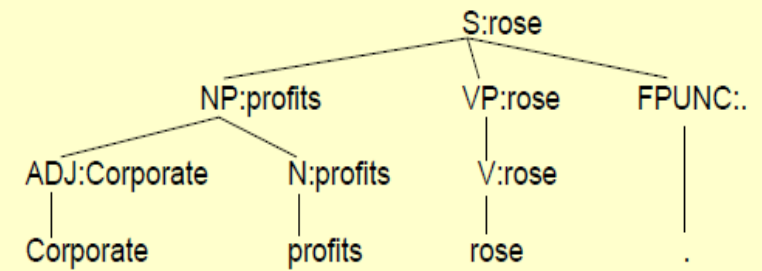 S:rose
NP:profits VP:rose FPUNC:.
ADJ:Corporate N:profits V:rose
Corporate profits rose .